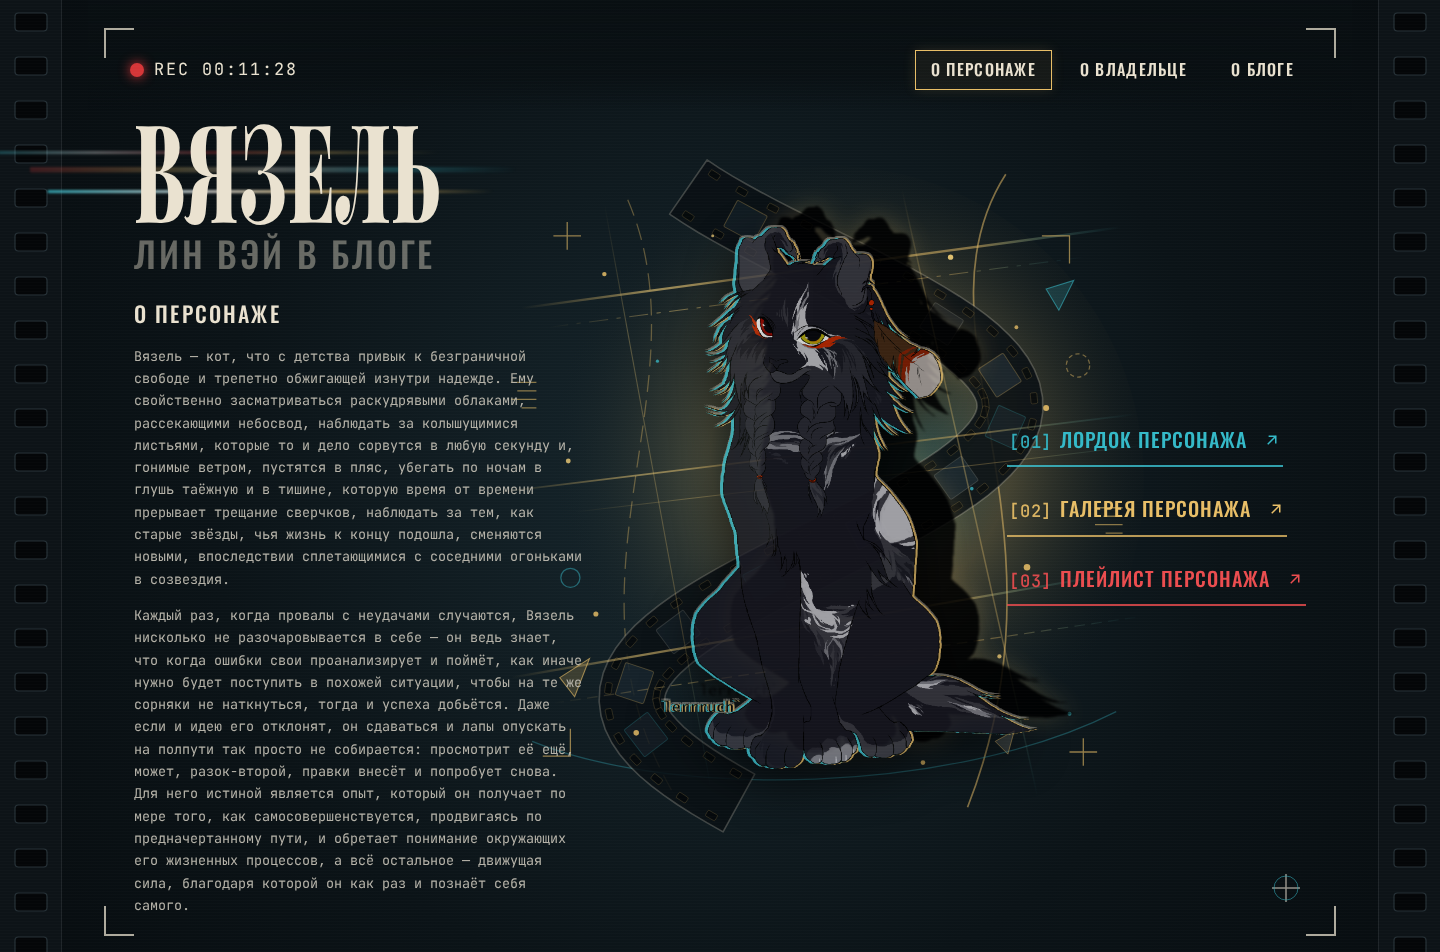 REC 00:11:28
О ПЕРСОНАЖЕ
О ВЛАДЕЛЬЦЕ
О БЛОГЕ
ВЯЗЕЛЬ
ЛИН ВЭЙ В БЛОГЕ
О ПЕРСОНАЖЕ
Вязель — кот, что с детства привык к безграничной
свободе и трепетно обжигающей изнутри надежде. Ему
свойственно засматриваться раскудрявыми облаками,
рассекающими небосвод, наблюдать за колышущимися
листьями, которые то и дело сорвутся в любую секунду и,
гонимые ветром, пустятся в пляс, убегать по ночам в
глушь таёжную и в тишине, которую время от времени
прерывает трещание сверчков, наблюдать за тем, как
старые звёзды, чья жизнь к концу подошла, сменяются
новыми, впоследствии сплетающимися с соседними огоньками
в созвездия.
Каждый раз, когда провалы с неудачами случаются, Вязель
нисколько не разочаровывается в себе — он ведь знает,
что когда ошибки свои проанализирует и поймёт, как иначе
нужно будет поступить в похожей ситуации, чтобы на те же
сорняки не наткнуться, тогда и успеха добьётся. Даже
если и идею его отклонят, он сдаваться и лапы опускать
на полпути так просто не собирается: просмотрит её ещё,
может, разок-второй, правки внесёт и попробует снова.
Для него истиной является опыт, который он получает по
мере того, как самосовершенствуется, продвигаясь по
предначертанному пути, и обретает понимание окружающих
его жизненных процессов, а всё остальное — движущая
сила, благодаря которой он как раз и познаёт себя
самого.
[01] ЛОРДОК ПЕРСОНАЖА ↗
[02] ГАЛЕРЕЯ ПЕРСОНАЖА ↗
[03] ПЛЕЙЛИСТ ПЕРСОНАЖА ↗